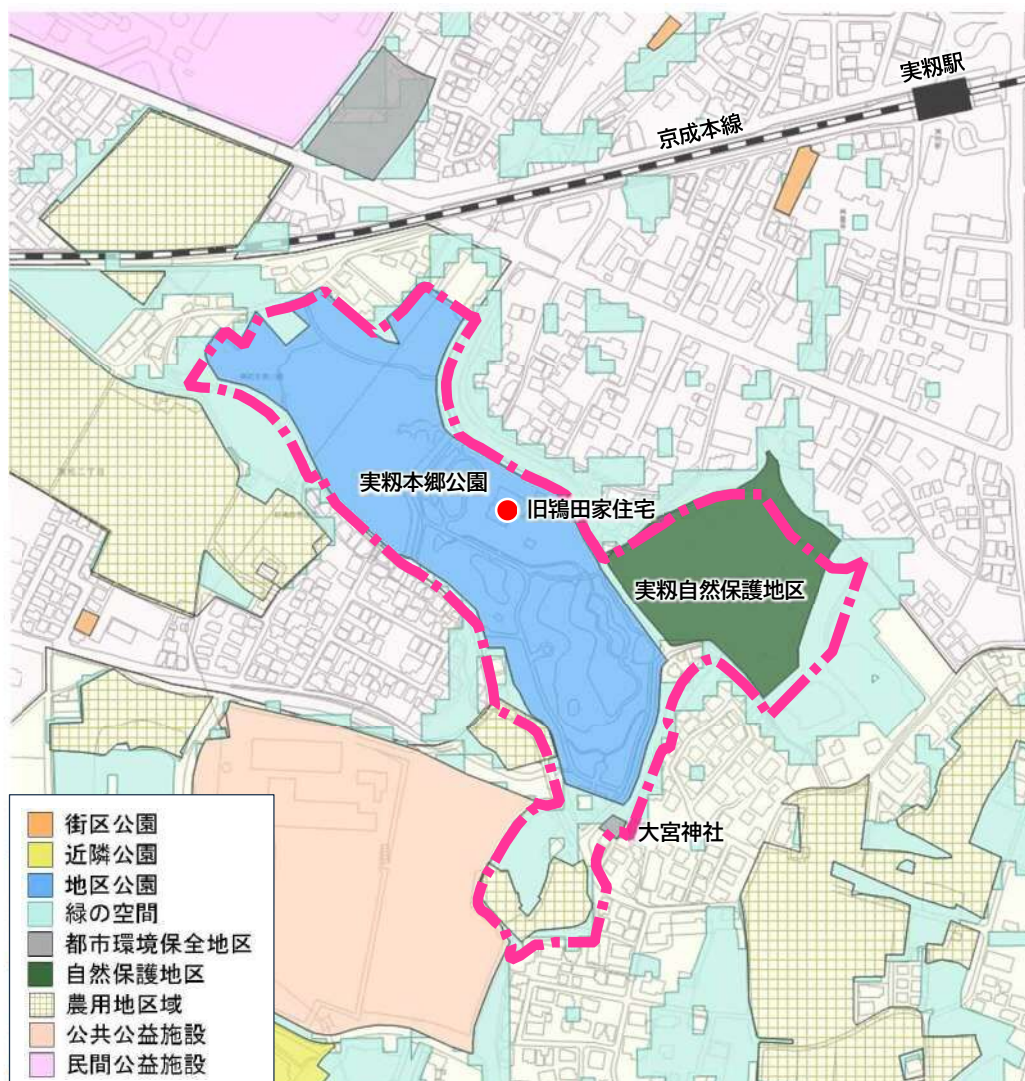 実籾駅
京成本線
実籾本郷公園
旧鴇田家住宅
実籾自然保護地区
大宮神社
街区公園
近隣公園
地区公園
緑の空間
都市環境保全地区
自然保護地区
農用地区域
公共公益施設
民間公益施設